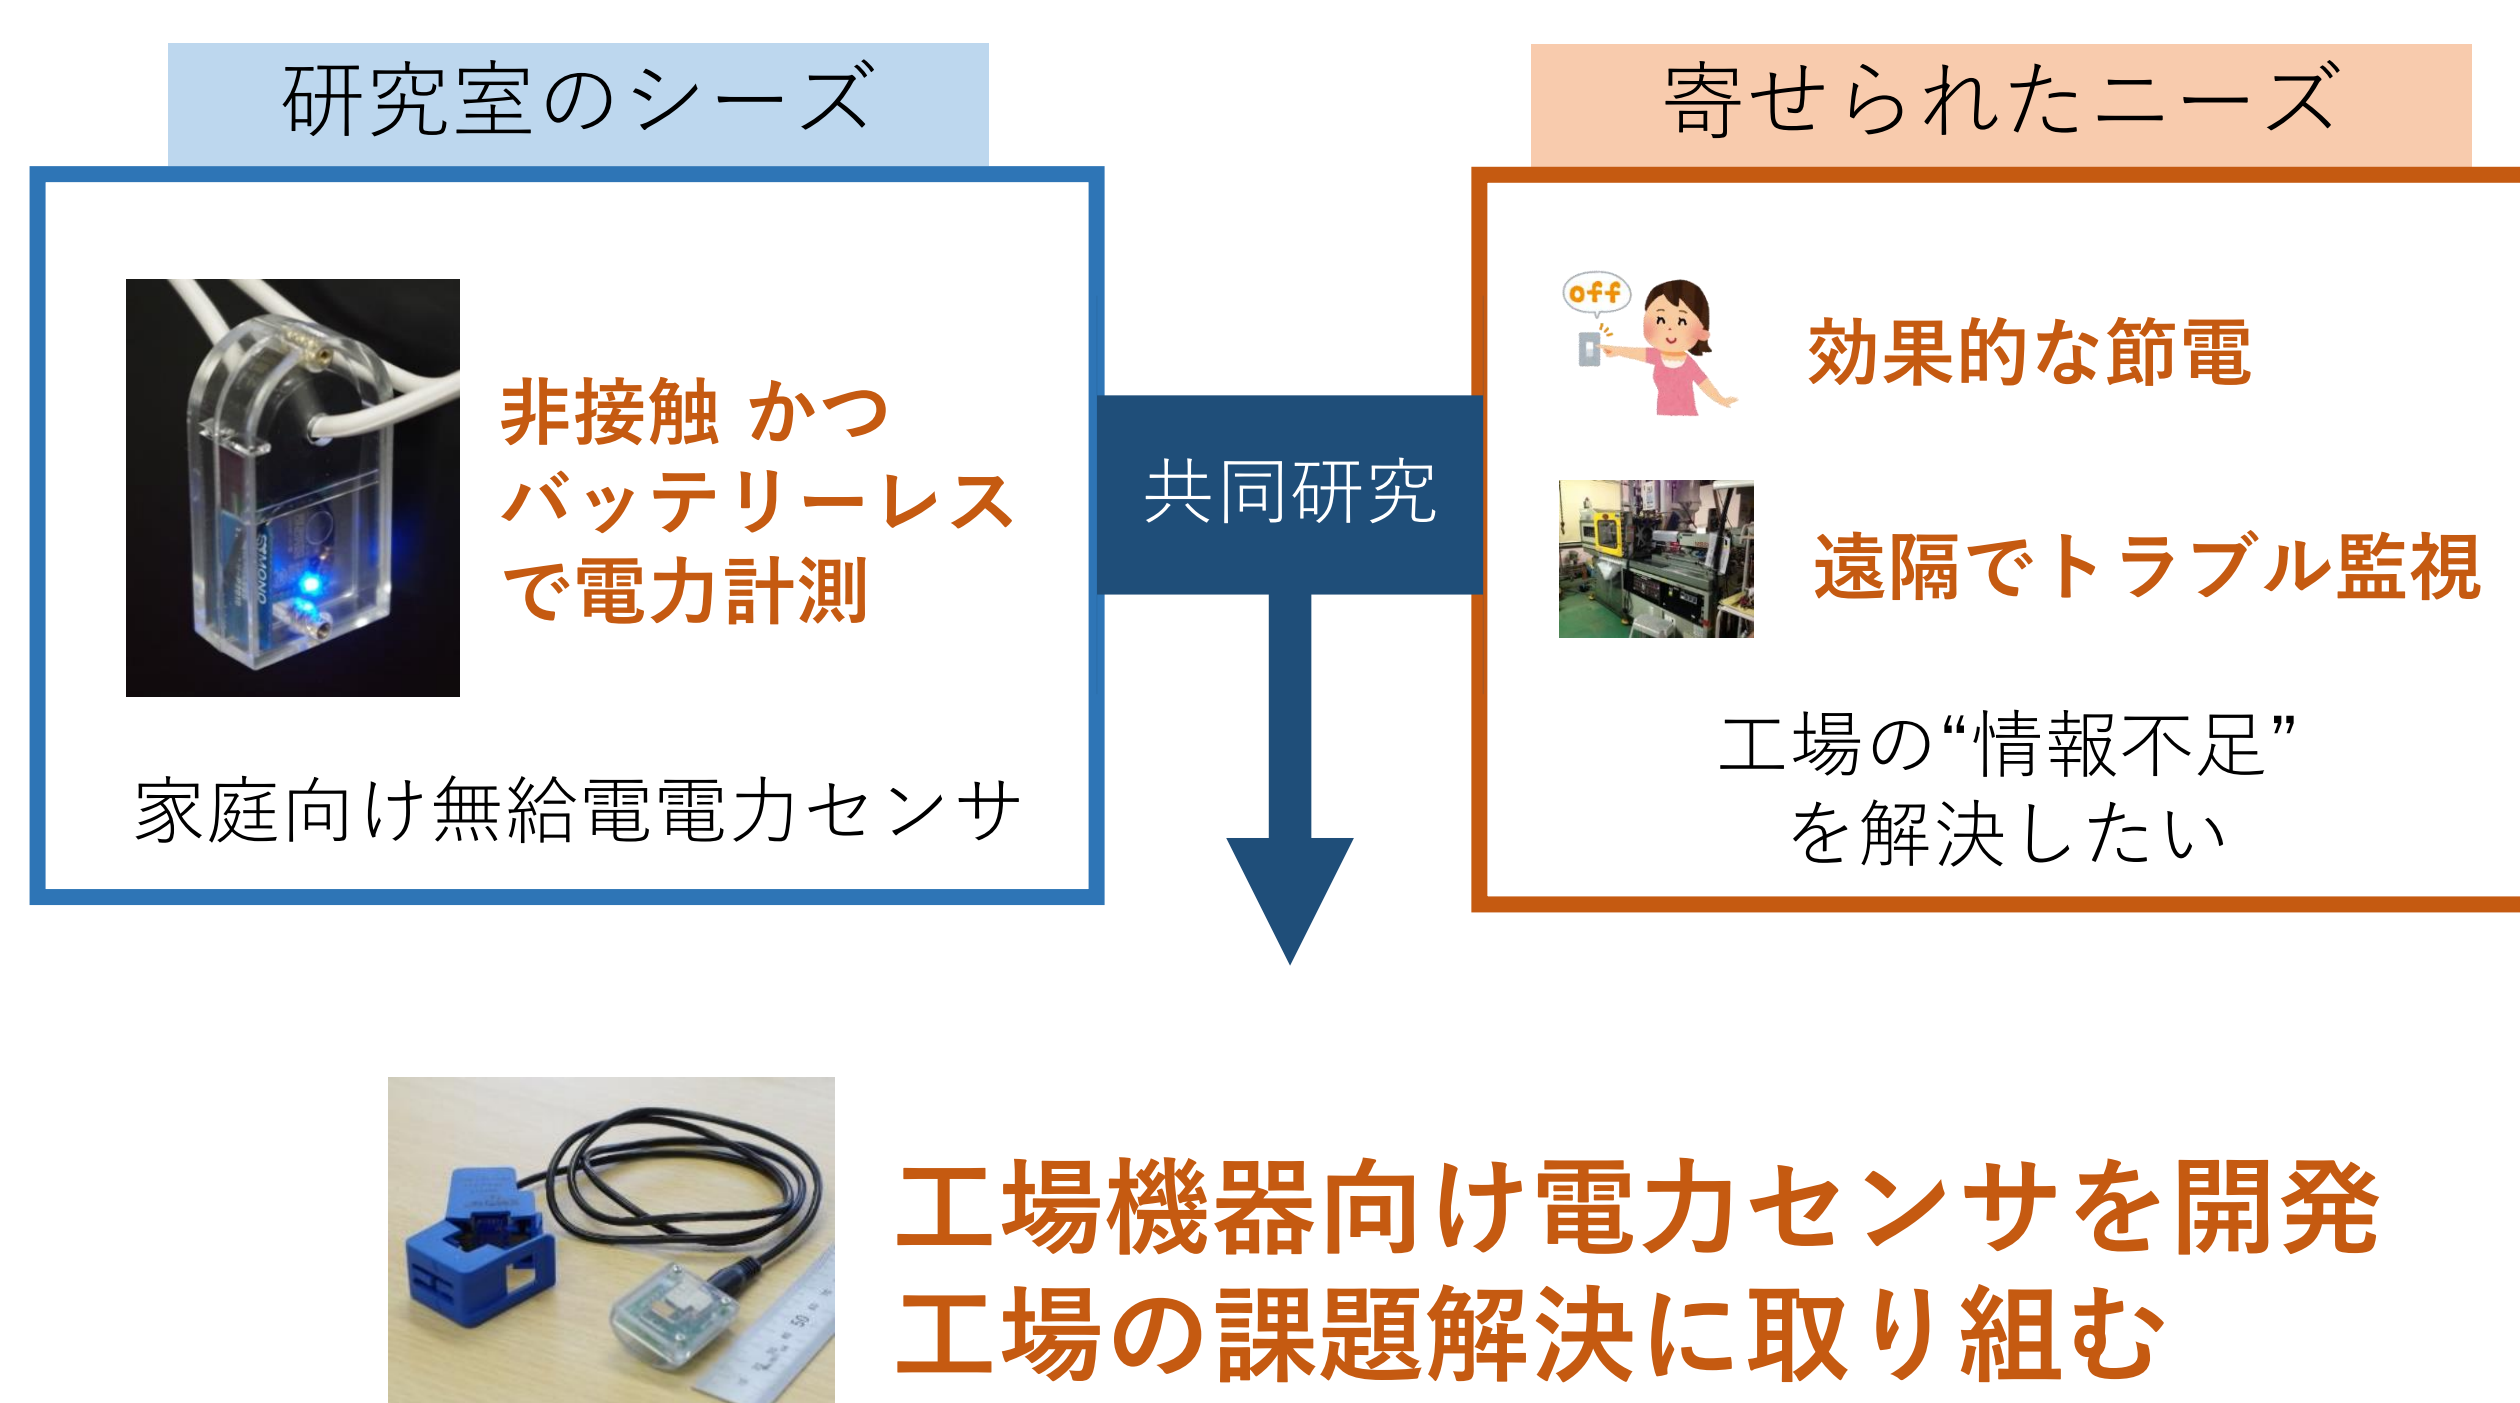 研究室のシーズ
非接触 かつ
バッテリーレス
で電力計測
家庭向け無給電電力センサ
共同研究
寄せられたニーズ
off
効果的な節電
遠隔でトラブル監視
工場の“情報不足”
を解決したい
工場機器向け電力センサを開発
工場の課題解決に取り組む